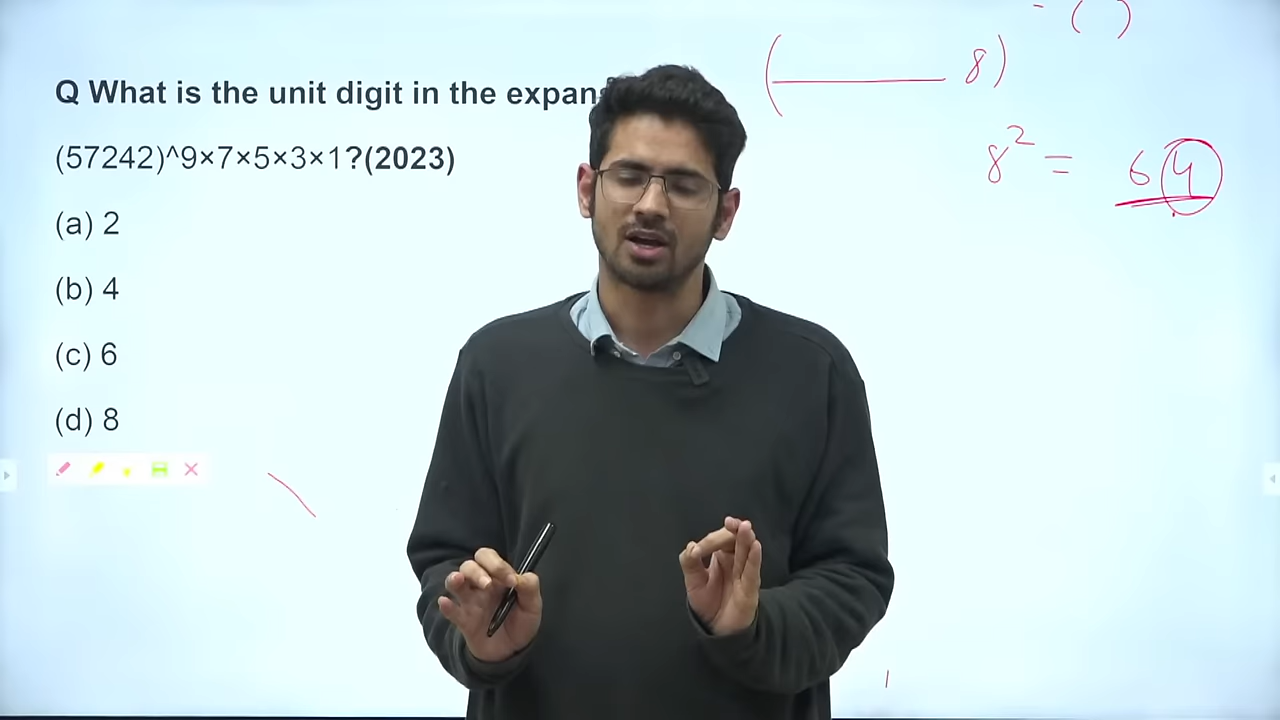 Q What is the unit digit in the
(57242)^9×7×5×3×1?(2023)
(a) 2
(b) 4
(c) 6
(d) 8
- ( )
( 8)
8² = 64